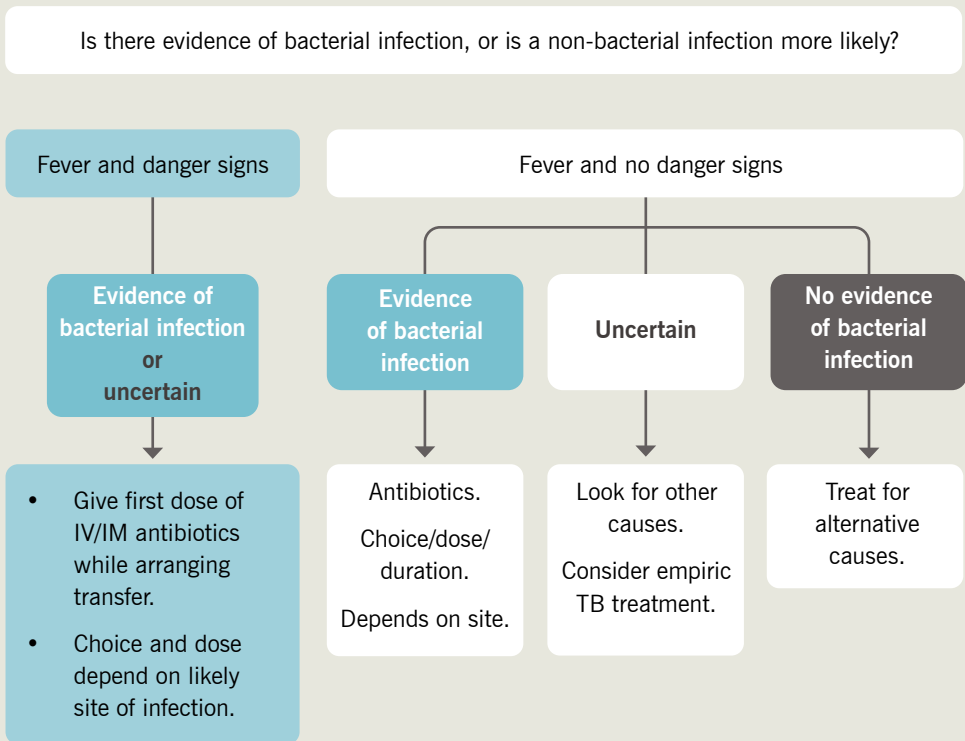 Is there evidence of bacterial infection, or is a non-bacterial infection more likely?
Fever and danger signs
Fever and no danger signs
Evidence of
bacterial infection
or
uncertain
Evidence
of bacterial
infection
Uncertain
No evidence
of bacterial
infection
• Give first dose of
IV/IM antibiotics
while arranging
transfer.
• Choice and dose
depend on likely
site of infection.
Antibiotics.
Choice/dose/
duration.
Depends on site.
Look for other
causes.
Consider empiric
TB treatment.
Treat for
alternative
causes.